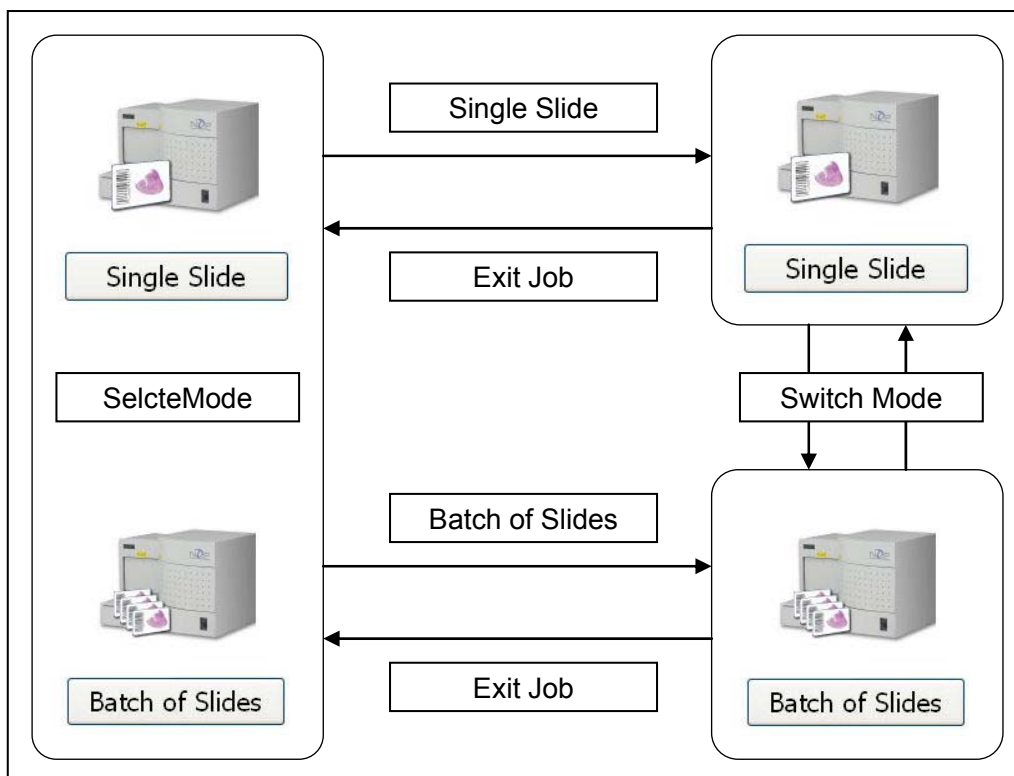 Single Slide
Single Slide
Exit Job
Single Slide
SelcteMode
Switch Mode
Batch of Slides
Exit Job
Batch of Slides
Batch of Slides